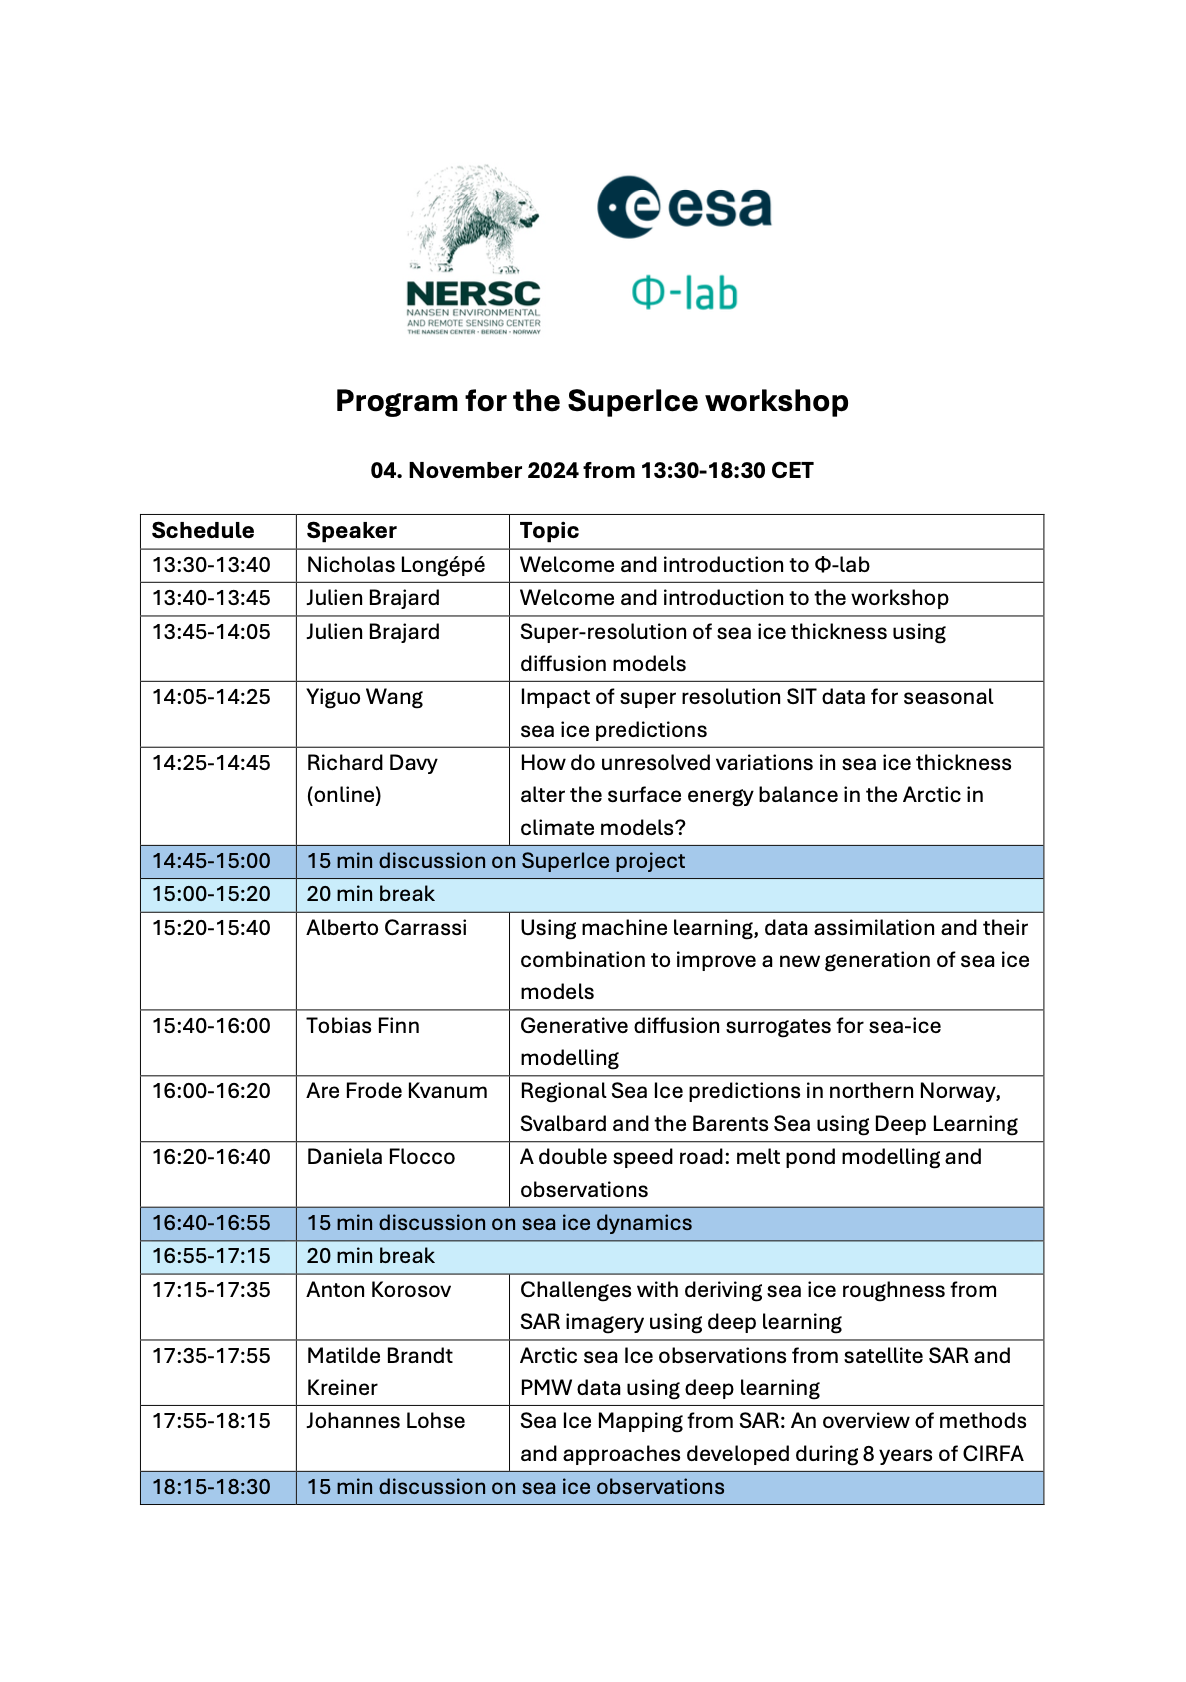 esa
Φ-lab
NERSC
NANSEN ENVIRONMENTAL
AND REMOTE SENSING CENTER
THE NANSEN CENTER - BERGEN - NORWAY
Program for the SuperIce workshop
04. November 2024 from 13:30-18:30 CET
Schedule Speaker Topic
13:30-13:40 Nicholas Longépé Welcome and introduction to Φ-lab
13:40-13:45 Julien Brajard Welcome and introduction to the workshop
13:45-14:05 Julien Brajard Super-resolution of sea ice thickness using
diffusion models
14:05-14:25 Yiguo Wang Impact of super resolution SIT data for seasonal
sea ice predictions
14:25-14:45 Richard Davy How do unresolved variations in sea ice thickness
(online) alter the surface energy balance in the Arctic in
climate models?
14:45-15:00 15 min discussion on SuperIce project
15:00-15:20 20 min break
15:20-15:40 Alberto Carrassi Using machine learning, data assimilation and their
combination to improve a new generation of sea ice
models
15:40-16:00 Tobias Finn Generative diffusion surrogates for sea-ice
modelling
16:00-16:20 Are Frode Kvanum Regional Sea Ice predictions in northern Norway,
Svalbard and the Barents Sea using Deep Learning
16:20-16:40 Daniela Flocco A double speed road: melt pond modelling and
observations
16:40-16:55 15 min discussion on sea ice dynamics
16:55-17:15 20 min break
17:15-17:35 Anton Korosov Challenges with deriving sea ice roughness from
SAR imagery using deep learning
17:35-17:55 Matilde Brandt Arctic sea Ice observations from satellite SAR and
Kreiner PMW data using deep learning
17:55-18:15 Johannes Lohse Sea Ice Mapping from SAR: An overview of methods
and approaches developed during 8 years of CIRFA
18:15-18:30 15 min discussion on sea ice observations